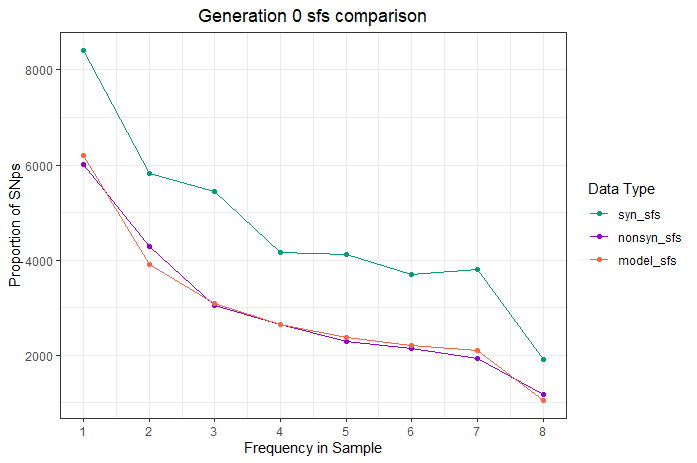 Generation 0 sfs comparison
Proportion of SNps
8000
6000
4000
2000
1 2 3 4 5 6 7 8
Frequency in Sample
Data Type
syn_sfs
nonsyn_sfs
model_sfs